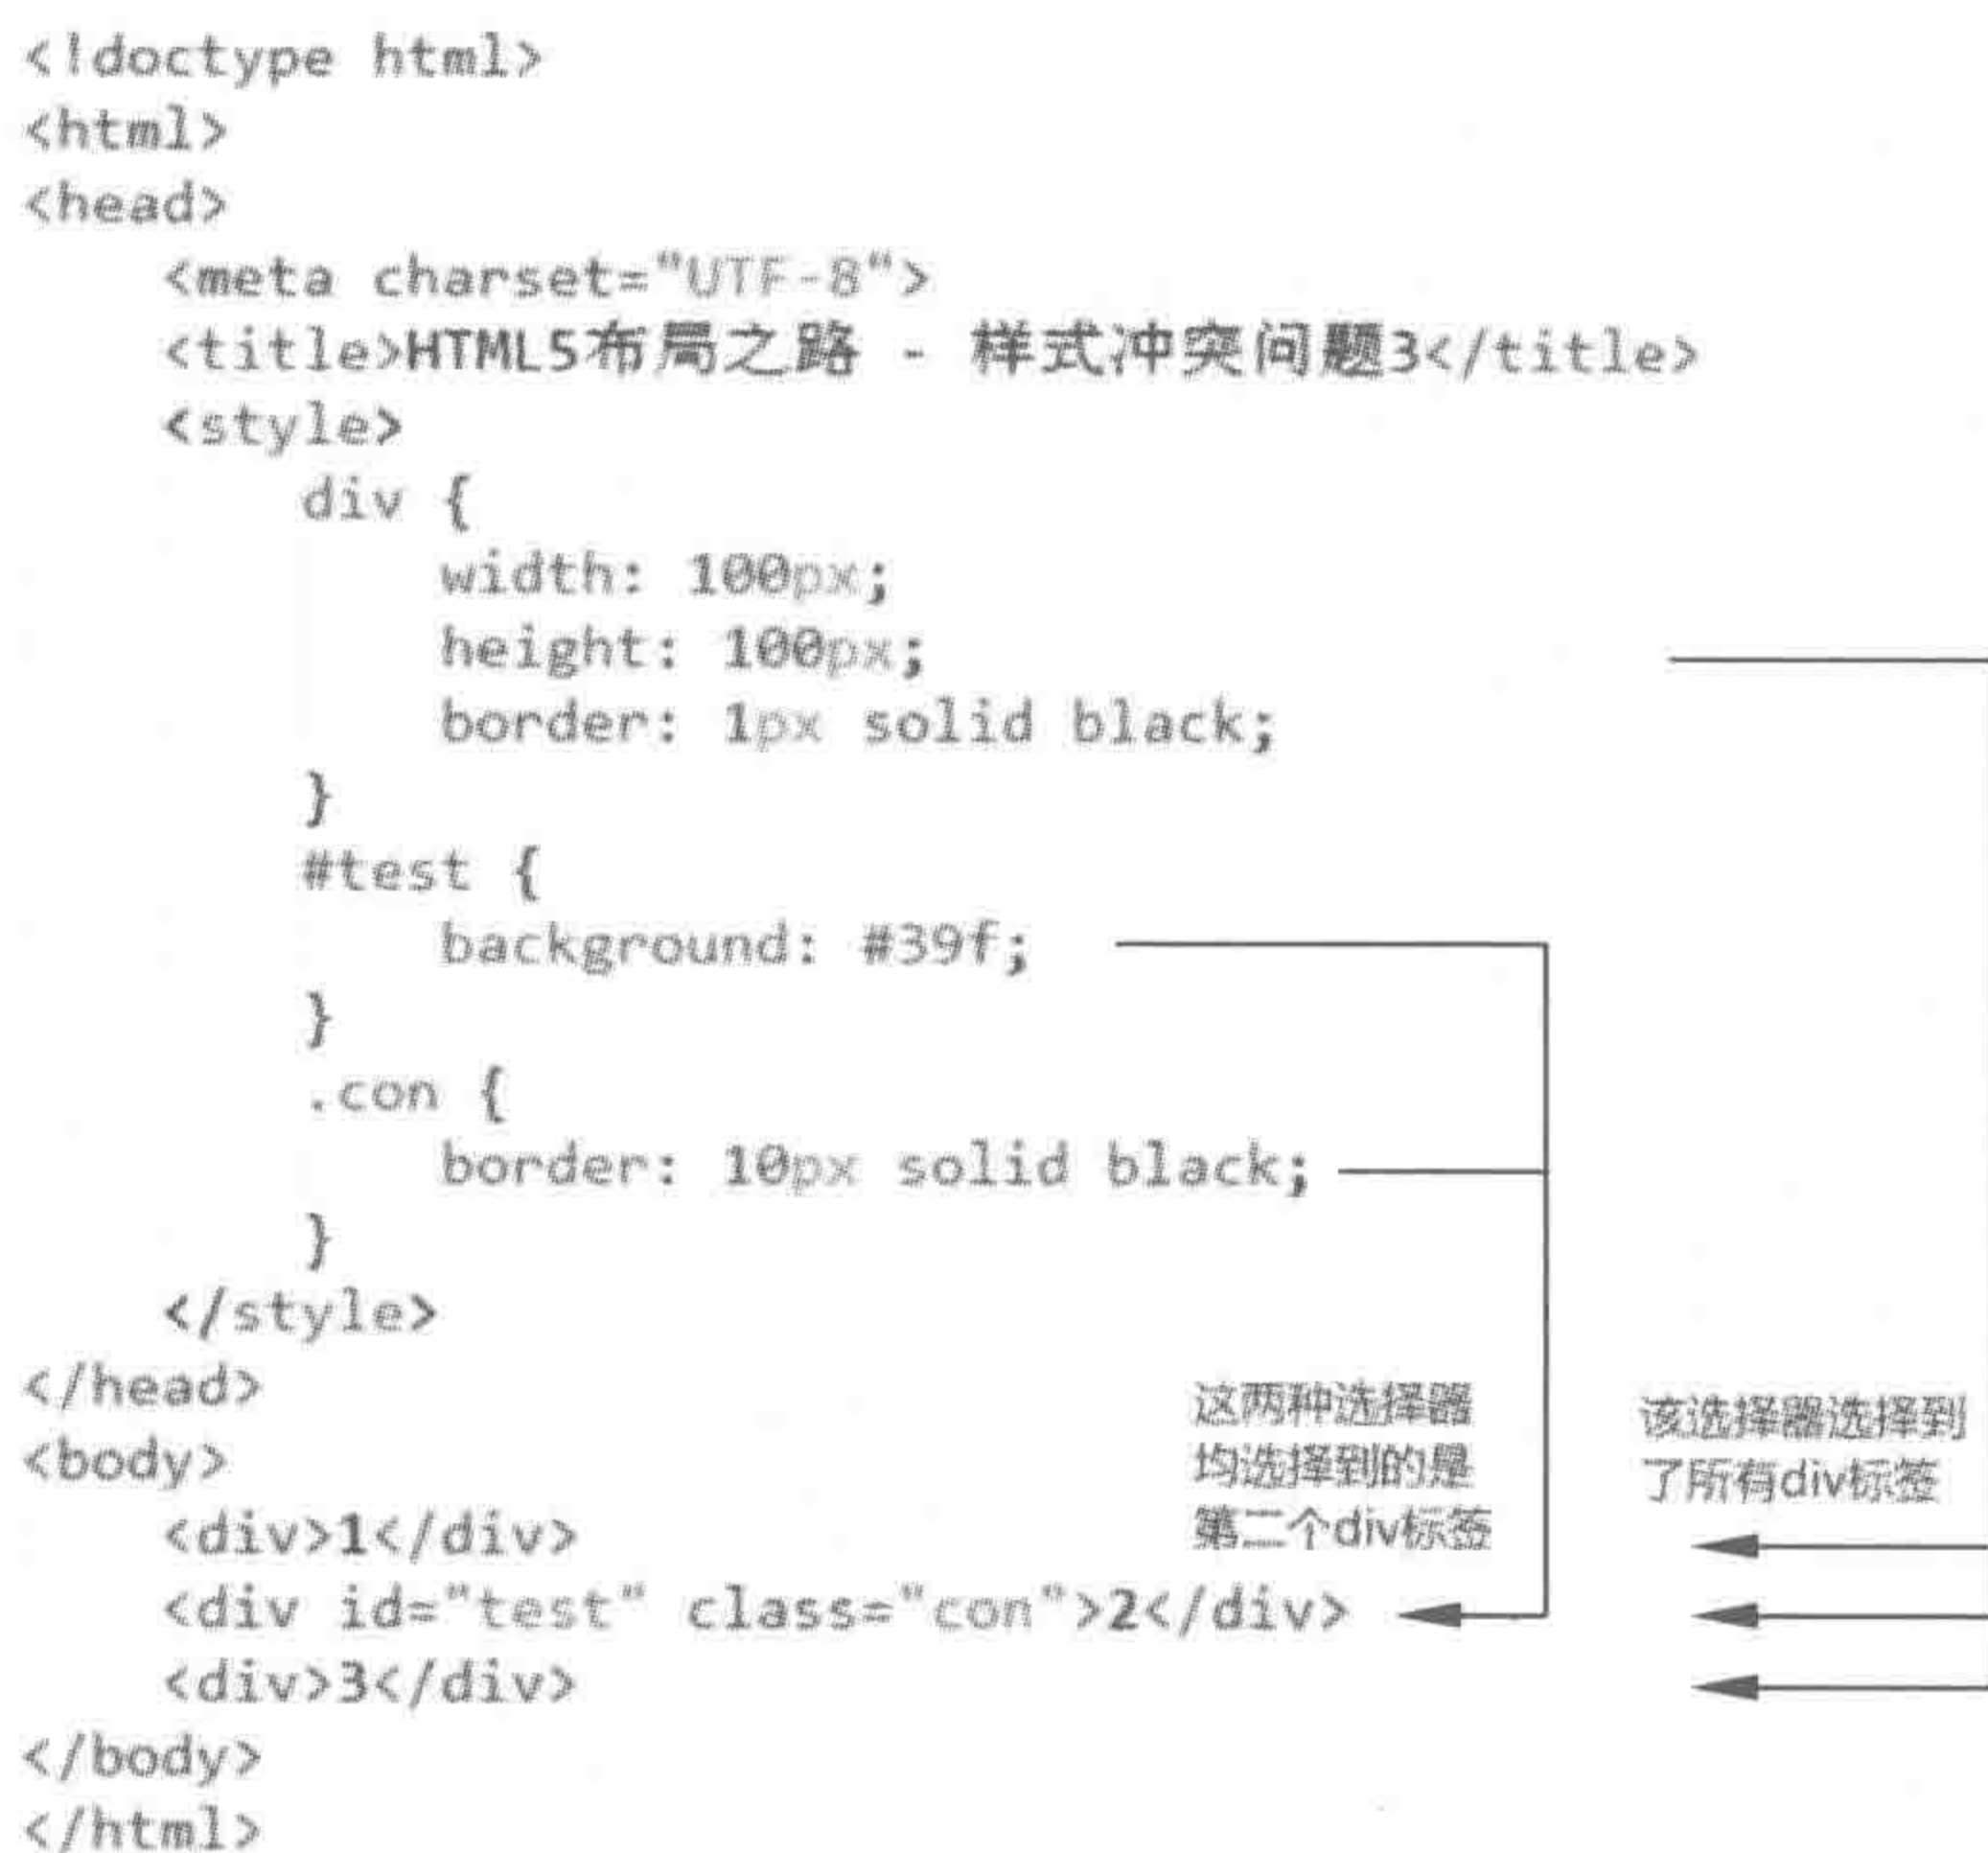 <!doctype html>
<html>
<head>
    <meta charset="UTF-8">
    <title>HTML5布局之路 - 样式冲突问题3</title>
    <style>
        div {
            width: 100px;
            height: 100px;
            border: 1px solid black;
        }
        #test {
            background: #39f;
        }
        .con {
            border: 10px solid black;
        }
    </style>
</head>
<body>
    <div>1</div>
    <div id="test" class="con">2</div>
    <div>3</div>
</body>
</html>
这两种选择器
均选择到的是
第二个div标签
该选择器选择到
了所有div标签